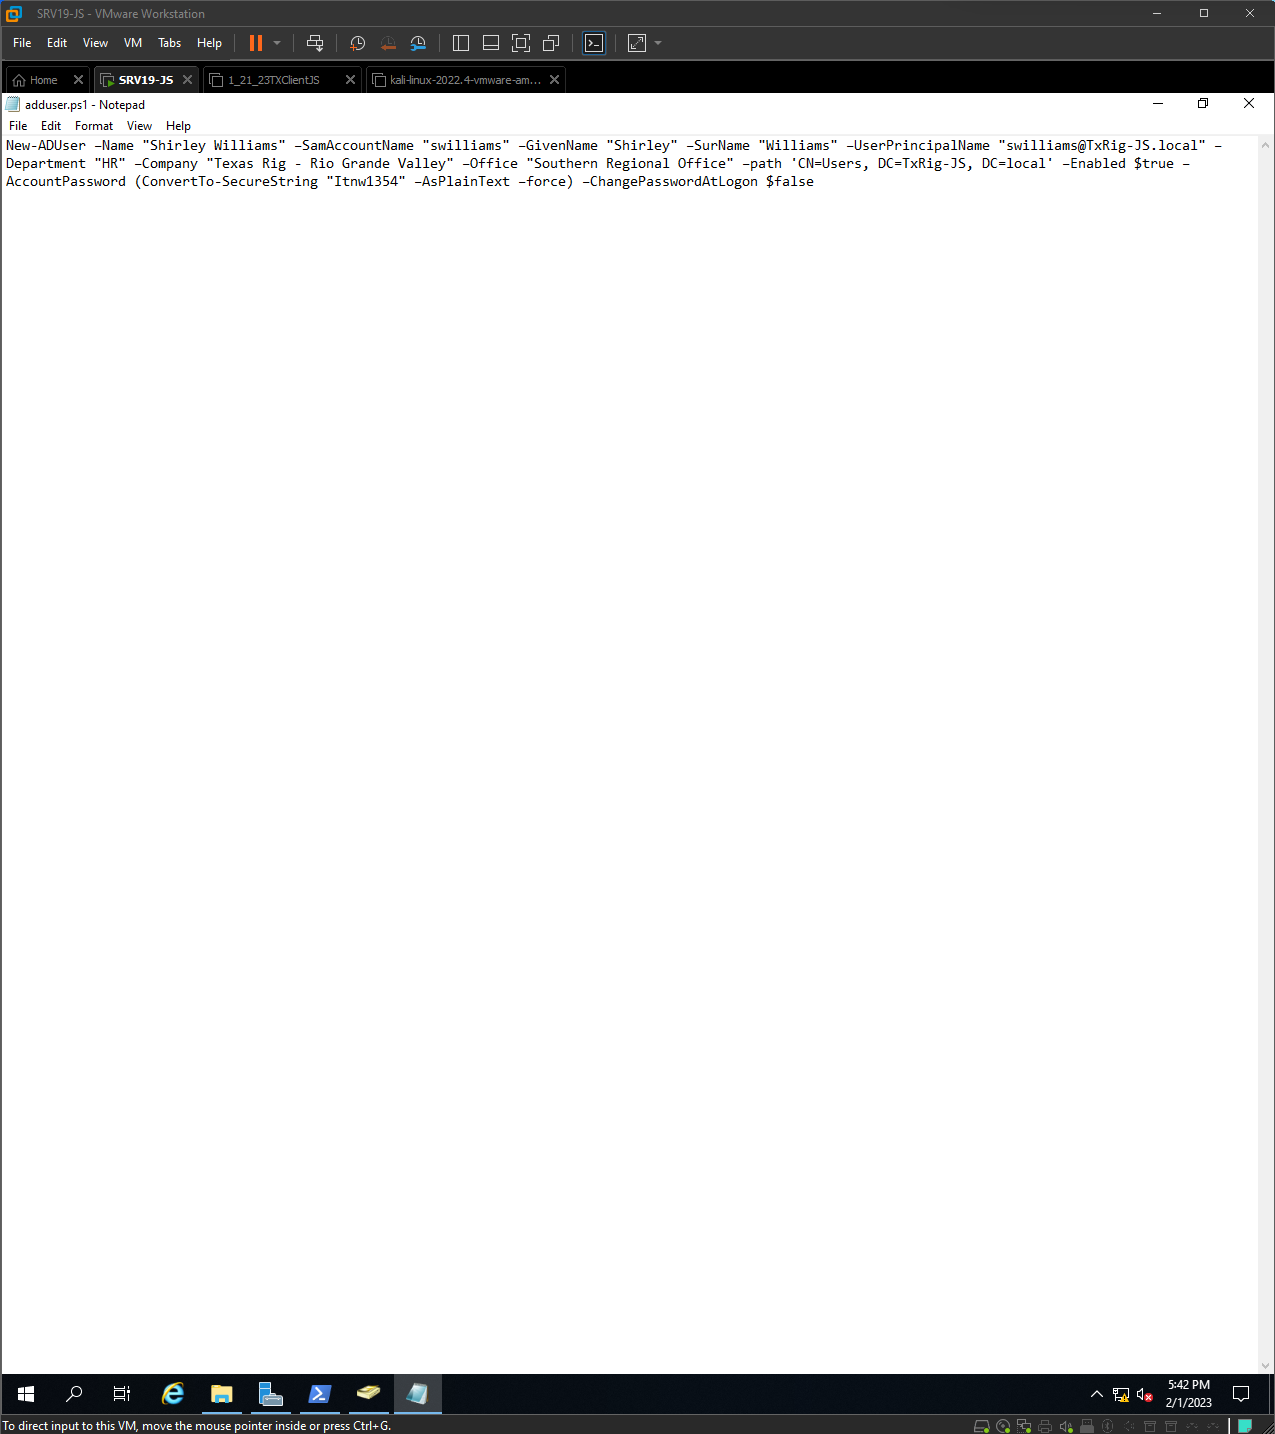 SRV19-JS - VMware Workstation
File Edit View VM Tabs Help
Home SRV19-JS 1_21_23TXClientJS kali-linux-2022.4-vmware-am...
adduser.ps1 - Notepad
File Edit Format View Help
New-ADUser –Name "Shirley Williams" –SamAccountName "swilliams" –GivenName "Shirley" –SurName "Williams" –UserPrincipalName "swilliams@TxRig-JS.local" –
Department "HR" –Company "Texas Rig - Rio Grande Valley" –Office "Southern Regional Office" –path 'CN=Users, DC=TxRig-JS, DC=local' –Enabled $true –
AccountPassword (ConvertTo-SecureString "Itnw1354" –AsPlainText –force) –ChangePasswordAtLogon $false
5:42 PM
2/1/2023
To direct input to this VM, move the mouse pointer inside or press Ctrl+G.